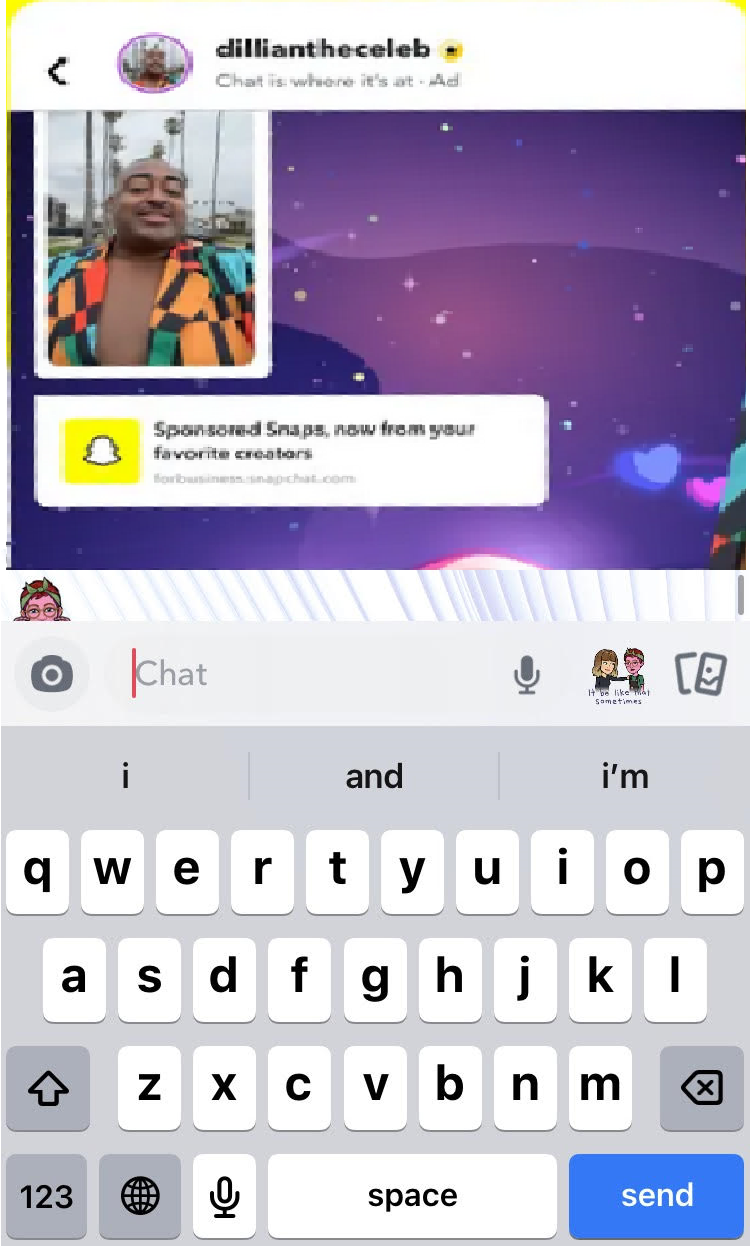 dilliantheceleb
Chat is where it's at - Ad
Sponsored Snaps, now from your
favorite creators
forbusiness.snapchat.com
Chat
It be like that
sometimes
i and i'm
q w e r t y u i o p
a s d f g h j k l
z x c v b n m
123 space send